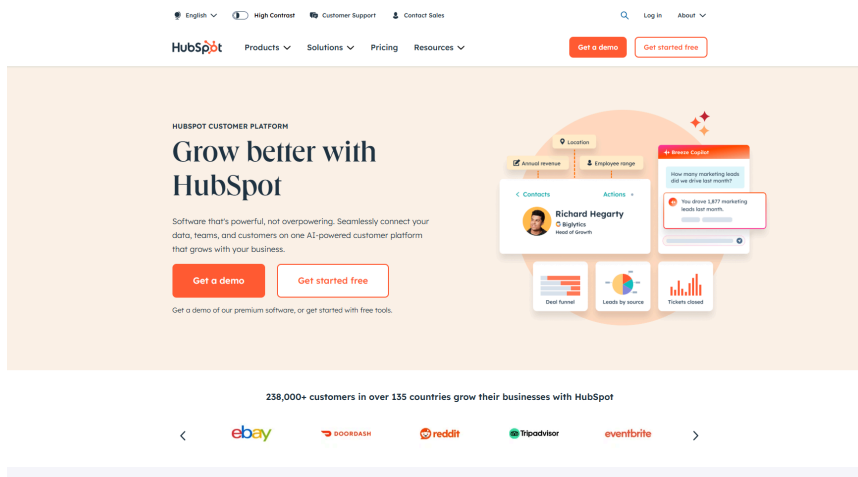 English
High Contrast
Customer Support
Contact Sales
Log in
About
HubSpot
Products
Solutions
Pricing
Resources
Get a demo
Get started free
HUBSPOT CUSTOMER PLATFORM
Grow better with
HubSpot
Software that's powerful, not overpowering. Seamlessly connect your
data, teams, and customers on one AI-powered customer platform
that grows with your business.
Get a demo
Get started free
Get a demo of our premium software, or get started with free tools.
Location
Annual revenue
Employee range
Contacts
Actions
Richard Hegarty
Biglytics
Head of Growth
Breeze Copilot
How many marketing leads
did we drive last month?
You drove 1,877 marketing
leads last month.
Deal funnel
Leads by source
Tickets closed
238,000+ customers in over 135 countries grow their businesses with HubSpot
ebay
DOORDASH
reddit
Tripadvisor
eventbrite